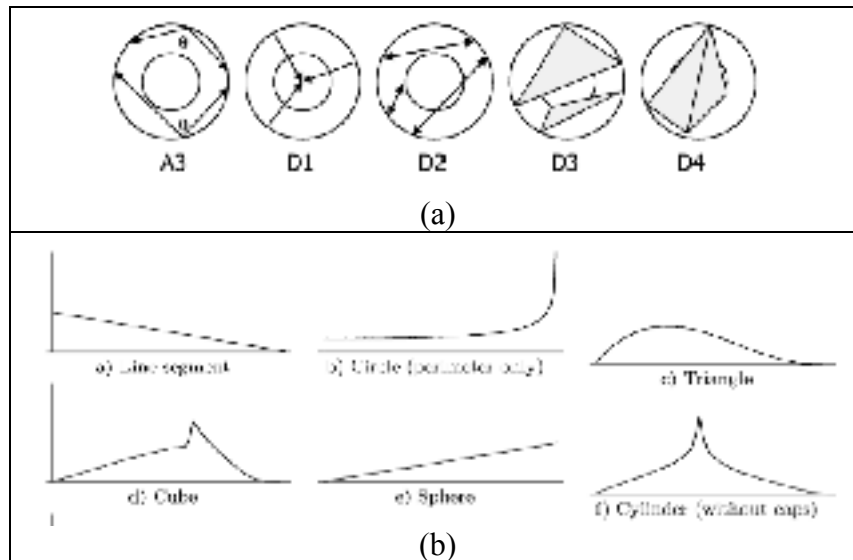 θ
A3 D1 D2 D3 D4
(a)
a) Line segment b) Circle (perimeter only) c) Triangle
d) Cube e) Sphere f) Cylinder (without caps)
(b)